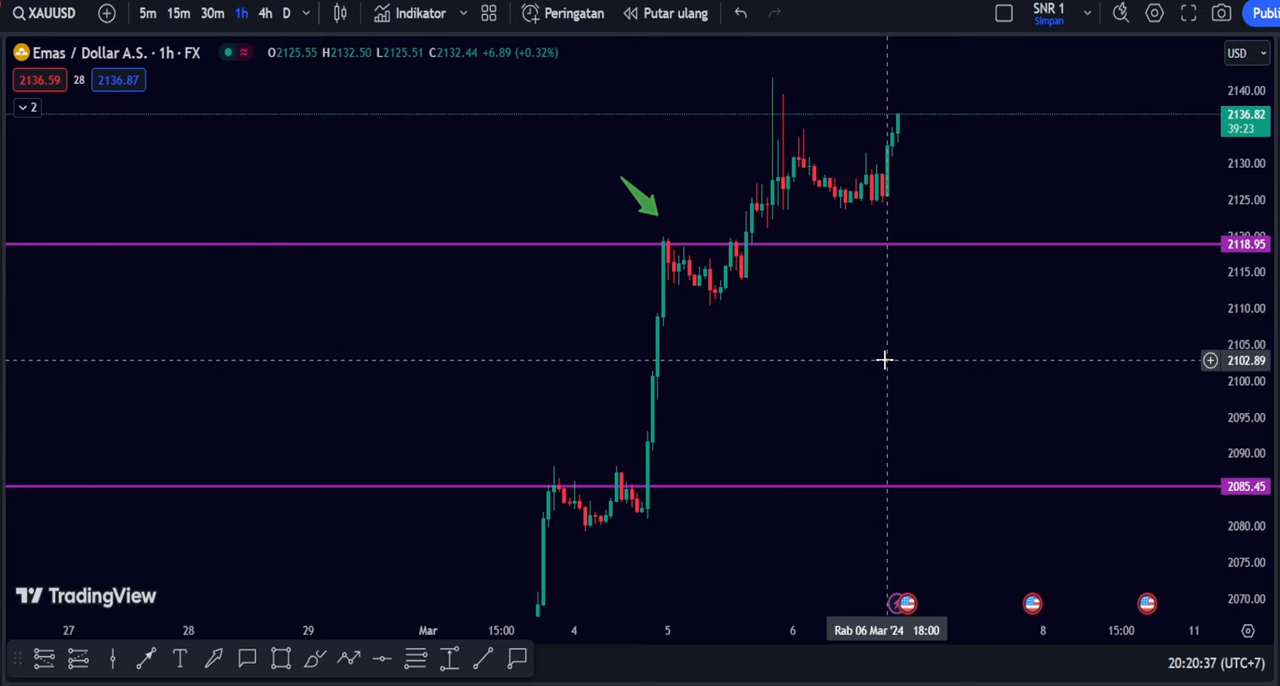 XAUUSD 5m 15m 30m 1h 4h D Indikator Peringatan Putar ulang SNR 1 Publi
Simpan
Emas / Dollar A.S. · 1h · FX O2125.55 H2132.50 L2125.51 C2132.44 +6.89 (+0.32%) USD
2136.59 28 2136.87
2
2140.00
2136.82
39:23
2130.00
2125.00
2120.00
2118.95
2115.00
2110.00
2105.00
2102.89
2100.00
2095.00
2090.00
2085.45
2080.00
2075.00
2070.00
TradingView
27 28 29 Mar 15:00 4 5 6 Rab 06 Mar '24 18:00 8 15:00 11
20:20:37 (UTC+7)